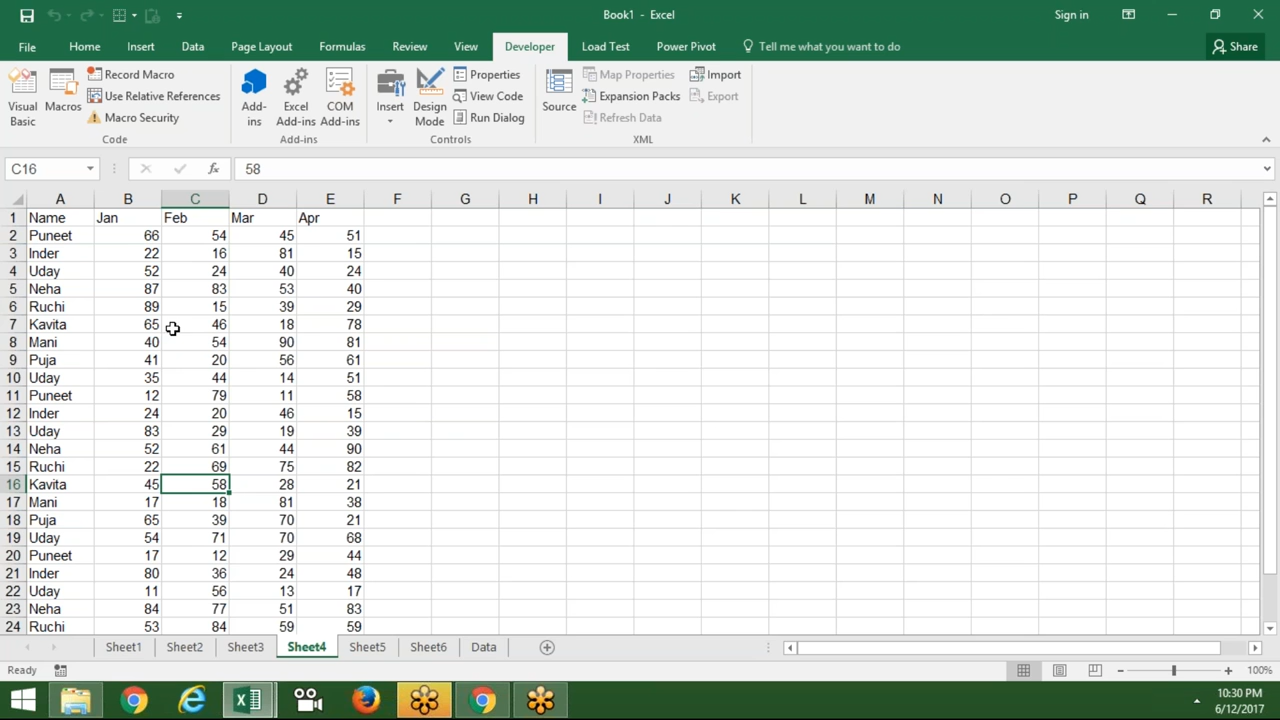 Book1 - Excel
Sign in
File Home Insert Data Page Layout Formulas Review View Developer Load Test Power Pivot Tell me what you want to do Share
Visual Basic
Macros
Record Macro
Use Relative References
Macro Security
Code
Add-ins
Excel Add-ins
COM Add-ins
Add-ins
Insert
Design Mode
Properties
View Code
Run Dialog
Controls
Source
Map Properties
Expansion Packs
Refresh Data
Import
Export
XML
C16 fx 58
A B C D E F G H I J K L M N O P Q R
1 Name Jan Feb Mar Apr
2 Puneet 66 54 45 51
3 Inder 22 16 81 15
4 Uday 52 24 40 24
5 Neha 87 83 53 40
6 Ruchi 89 15 39 29
7 Kavita 65 46 18 78
8 Mani 40 54 90 81
9 Puja 41 20 56 61
10 Uday 35 44 14 51
11 Puneet 12 79 11 58
12 Inder 24 20 46 15
13 Uday 83 29 19 39
14 Neha 52 61 44 90
15 Ruchi 22 69 75 82
16 Kavita 45 58 28 21
17 Mani 17 18 81 38
18 Puja 65 39 70 21
19 Uday 54 71 70 68
20 Puneet 17 12 29 44
21 Inder 80 36 24 48
22 Uday 11 56 13 17
23 Neha 84 77 51 83
24 Ruchi 53 84 59 59
Sheet1 Sheet2 Sheet3 Sheet4 Sheet5 Sheet6 Data
Ready 100%
10:30 PM
6/12/2017